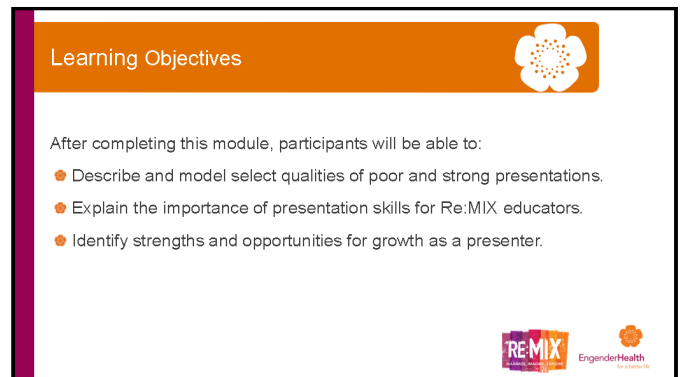 Learning Objectives
After completing this module, participants will be able to:
Describe and model select qualities of poor and strong presentations.
Explain the importance of presentation skills for Re:MIX educators.
Identify strengths and opportunities for growth as a presenter.
RE:MIX
EngenderHealth
for a better life